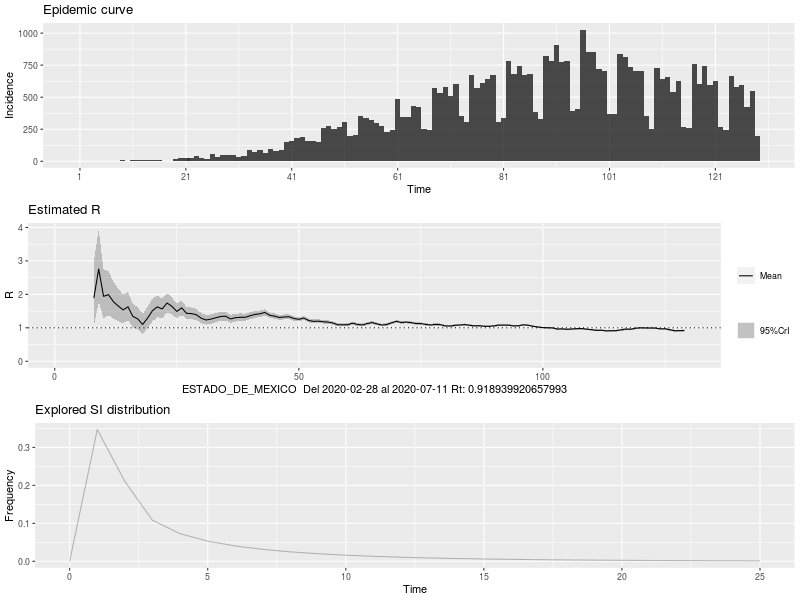 Epidemic curve
1000
750
500
250
0
Incidence
1 21 41 61 81 101 121
Time
Estimated R
4
3
2
1
0
R
Mean
95%CrI
0 50 100
ESTADO_DE_MEXICO Del 2020-02-28 al 2020-07-11 Rt: 0.918939920657993
Explored SI distribution
0.3
0.2
0.1
0.0
Frequency
0 5 10 15 20 25
Time